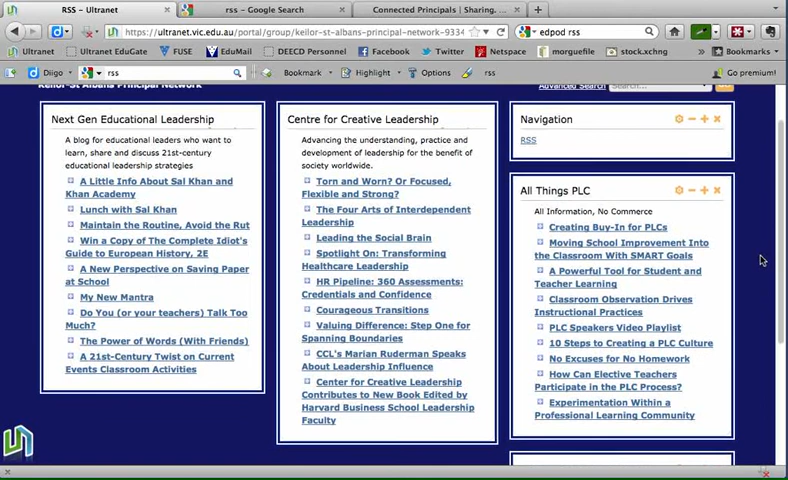 RSS - Ultranet
rss - Google Search
Connected Principals | Sharing. ...
https://ultranet.vic.edu.au/portal/group/keilor-st-albans-principal-network-9334
edpod rss
Ultranet
Ultranet EduGate
FUSE
EduMail
DEECD Personnel
Facebook
Twitter
Netspace
morguefile
stock.xchng
Bookmarks
Diigo
rss
Bookmark
Highlight
Options
rss
Go premium!
Keilor-St Albans Principal Network
Advanced Search
Search...
Next Gen Educational Leadership
A blog for educational leaders who want to
learn, share and discuss 21st-century
educational leadership strategies
A Little Info About Sal Khan and
Khan Academy
Lunch with Sal Khan
Maintain the Routine, Avoid the Rut
Win a Copy of The Complete Idiot's
Guide to European History, 2E
A New Perspective on Saving Paper
at School
My New Mantra
Do You (or your teachers) Talk Too
Much?
The Power of Words (With Friends)
A 21st-Century Twist on Current
Events Classroom Activities
Centre for Creative Leadership
Advancing the understanding, practice and
development of leadership for the benefit of
society worldwide.
Torn and Worn? Or Focused,
Flexible and Strong?
The Four Arts of Interdependent
Leadership
Leading the Social Brain
Spotlight On: Transforming
Healthcare Leadership
HR Pipeline: 360 Assessments:
Credentials and Confidence
Courageous Transitions
Valuing Difference: Step One for
Spanning Boundaries
CCL's Marian Ruderman Speaks
About Leadership Influence
Center for Creative Leadership
Contributes to New Book Edited by
Harvard Business School Leadership
Faculty
Navigation
RSS
All Things PLC
All Information, No Commerce
Creating Buy-In for PLCs
Moving School Improvement Into
the Classroom With SMART Goals
A Powerful Tool for Student and
Teacher Learning
Classroom Observation Drives
Instructional Practices
PLC Speakers Video Playlist
10 Steps to Creating a PLC Culture
No Excuses for No Homework
How Can Elective Teachers
Participate in the PLC Process?
Experimentation Within a
Professional Learning Community